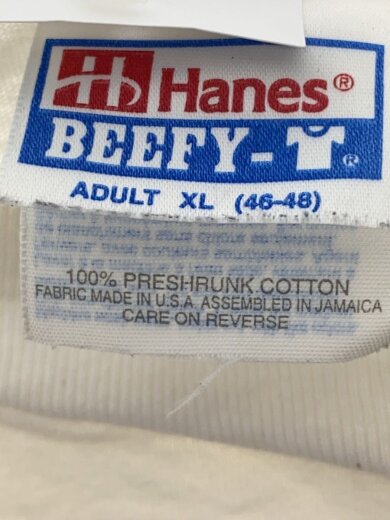 Hanes®
BEEFY-T®
ADULT XL (46-48)
100% PRESHRUNK COTTON
FABRIC MADE IN U.S.A. ASSEMBLED IN JAMAICA
CARE ON REVERSE